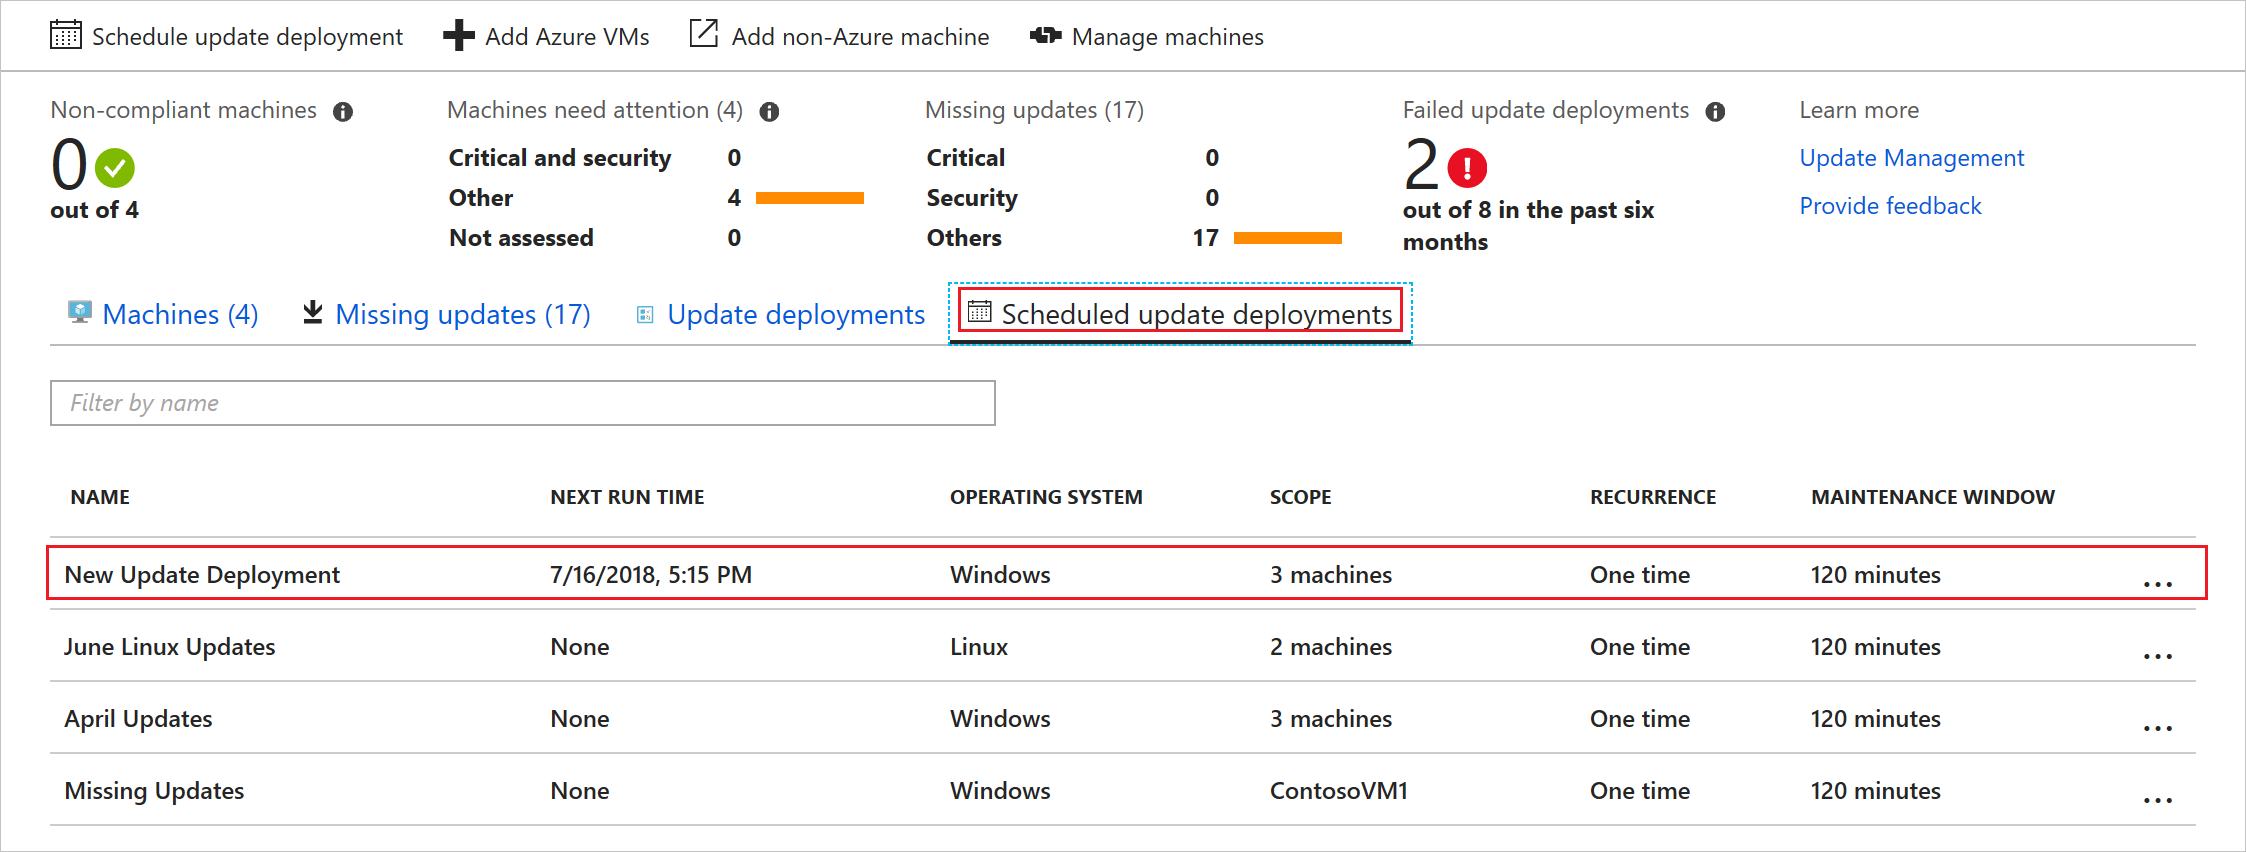 Schedule update deployment Add Azure VMs Add non-Azure machine Manage machines
Non-compliant machines Machines need attention (4) Missing updates (17) Failed update deployments Learn more
0 Critical and security 0 Critical 0 2 Update Management
Other 4 Security 0
out of 4 out of 8 in the past six Provide feedback
Not assessed 0 Others 17 months
Machines (4) Missing updates (17) Update deployments Scheduled update deployments
Filter by name
NAME NEXT RUN TIME OPERATING SYSTEM SCOPE RECURRENCE MAINTENANCE WINDOW
New Update Deployment 7/16/2018, 5:15 PM Windows 3 machines One time 120 minutes ...
June Linux Updates None Linux 2 machines One time 120 minutes ...
April Updates None Windows 3 machines One time 120 minutes ...
Missing Updates None Windows ContosoVM1 One time 120 minutes ...